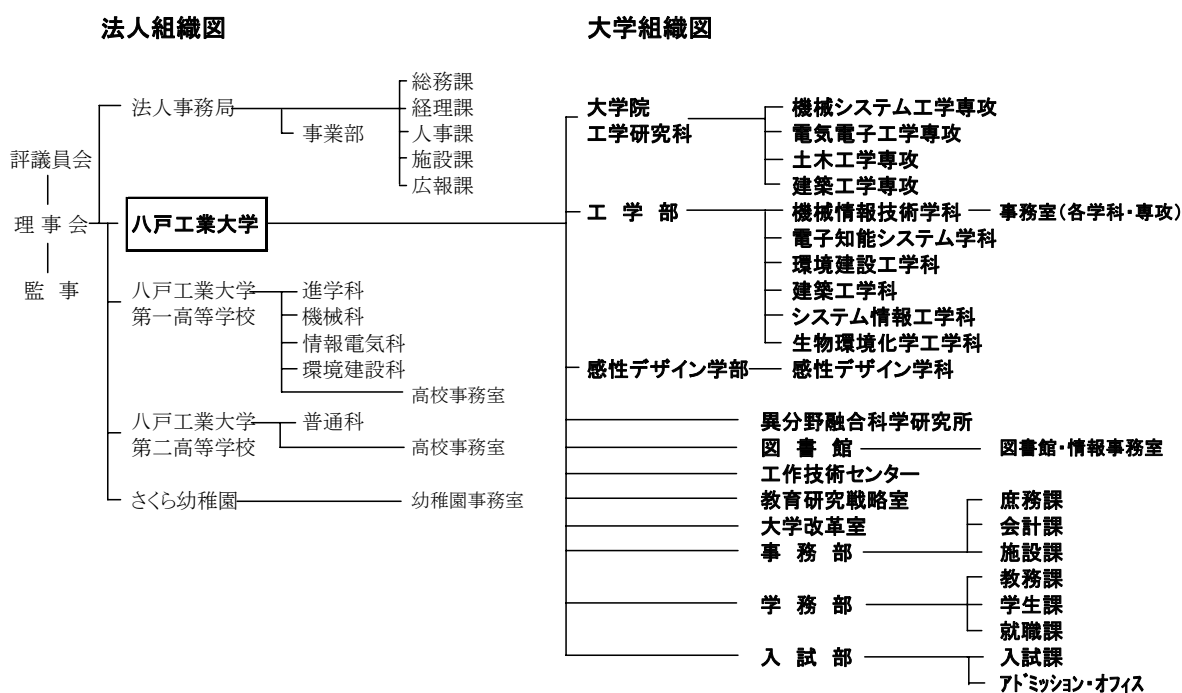 法人組織図
評議員会
理事会
監事
法人事務局
事業部
総務課
経理課
人事課
施設課
広報課
八戸工業大学
八戸工業大学
第一高等学校
進学科
機械科
情報電気科
環境建設科
高校事務室
八戸工業大学
第二高等学校
普通科
高校事務室
さくら幼稚園
幼稚園事務室
大学組織図
大学院
工学研究科
機械システム工学専攻
電気電子工学専攻
土木工学専攻
建築工学専攻
工学部
機械情報技術学科
事務室(各学科・専攻)
電子知能システム学科
環境建設工学科
建築工学科
システム情報工学科
生物環境化学工学科
感性デザイン学部
感性デザイン学科
異分野融合科学研究所
図書館
図書館・情報事務室
工作技術センター
教育研究戦略室
大学改革室
事務部
庶務課
会計課
施設課
学務部
教務課
学生課
就職課
入試部
入試課
アドミッション・オフィス